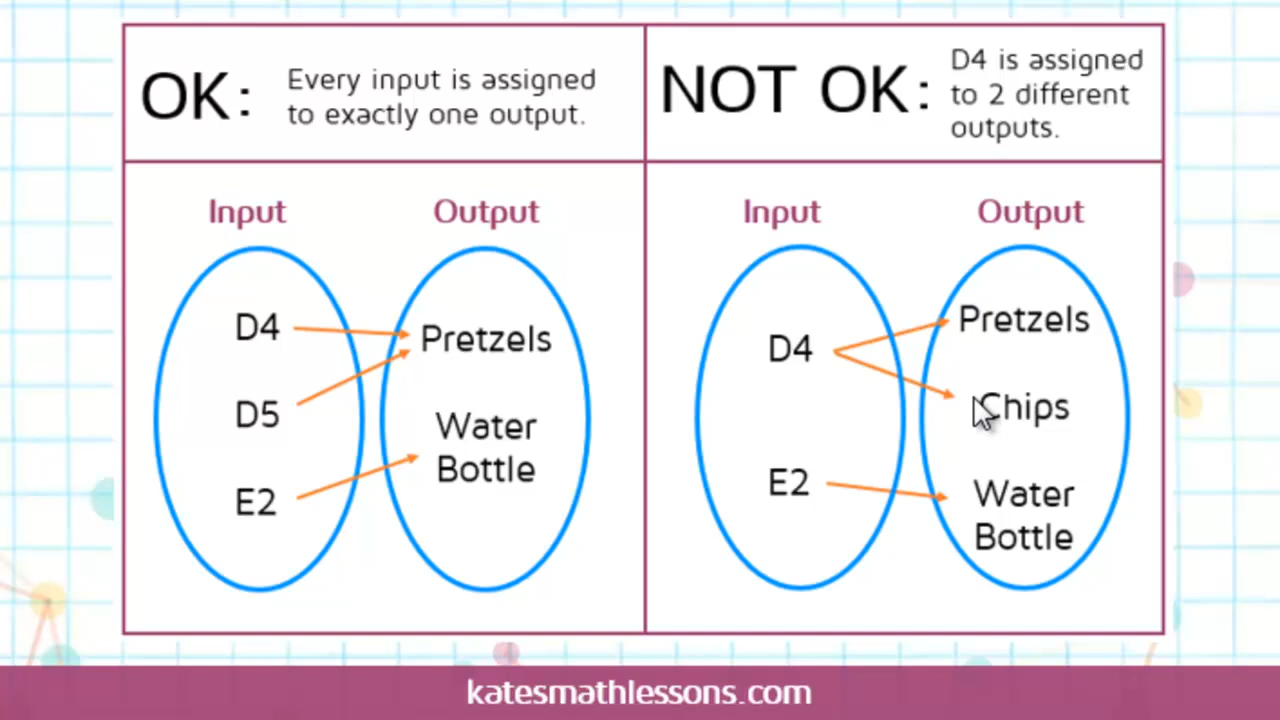 OK:
Every input is assigned
to exactly one output.
NOT OK:
D4 is assigned
to 2 different
outputs.
Input
Output
D4
D5
E2
Pretzels
Water
Bottle
Input
Output
D4
E2
Pretzels
Chips
Water
Bottle
katesmathlessons.com